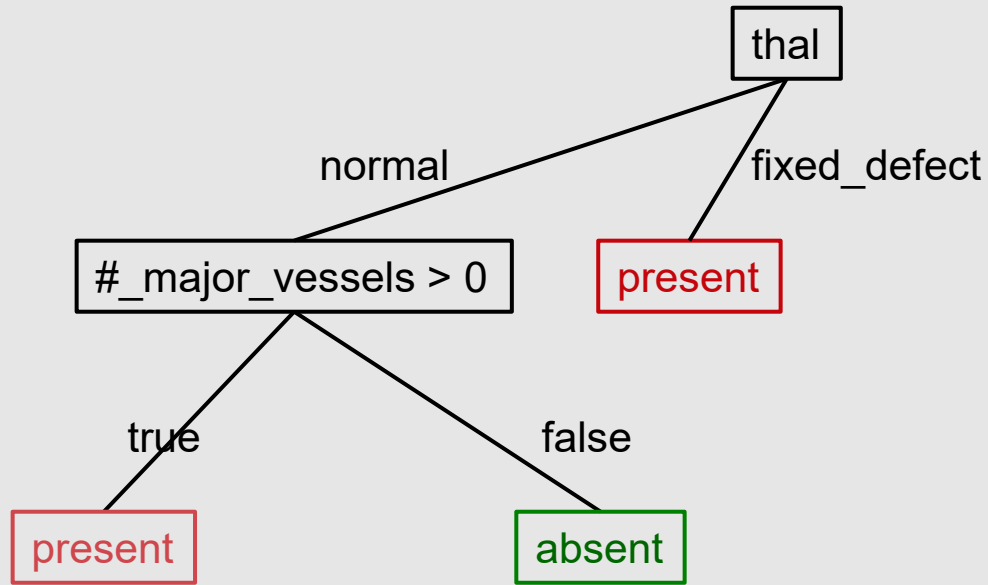 thal
normal
fixed_defect
#_major_vessels > 0
present
true
false
present
absent